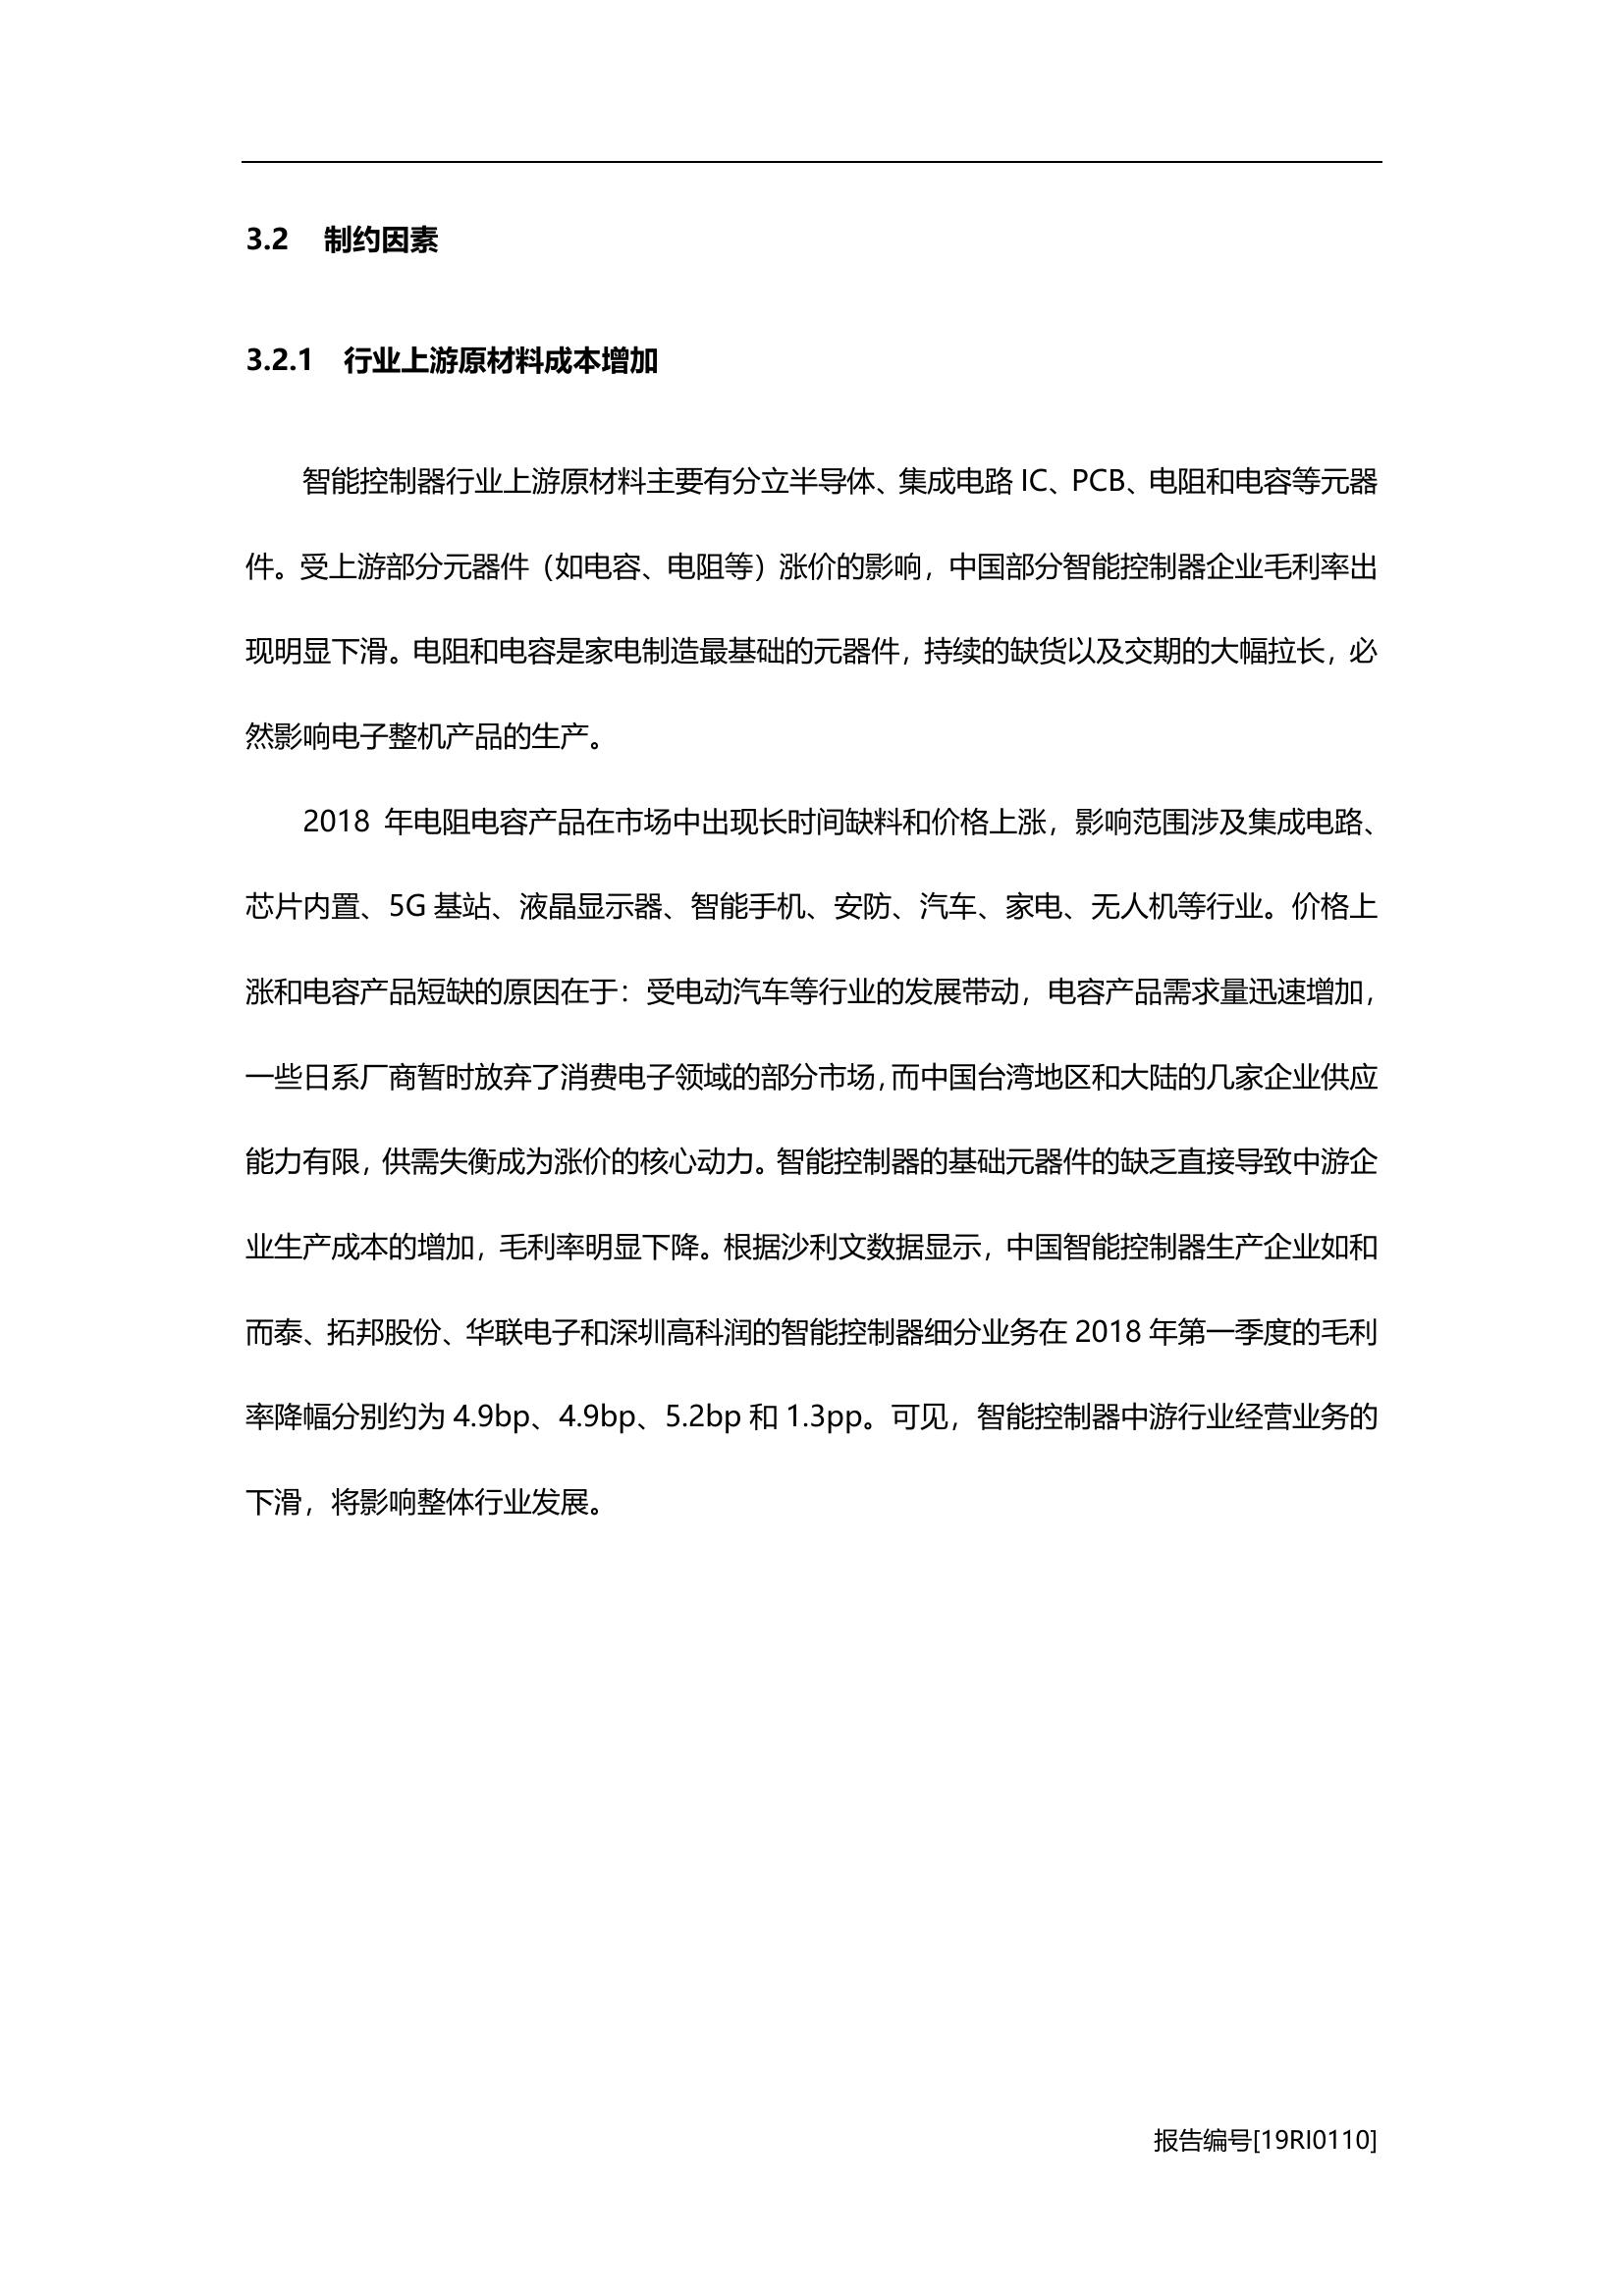 3.2 制约因素
3.2.1 行业上游原材料成本增加
智能控制器行业上游原材料主要有分立半导体、集成电路 IC、PCB、电阻和电容等元器
件。受上游部分元器件（如电容、电阻等）涨价的影响，中国部分智能控制器企业毛利率出
现明显下滑。电阻和电容是家电制造最基础的元器件，持续的缺货以及交期的大幅拉长，必
然影响电子整机产品的生产。
2018 年电阻电容产品在市场中出现长时间缺料和价格上涨，影响范围涉及集成电路、
芯片内置、5G 基站、液晶显示器、智能手机、安防、汽车、家电、无人机等行业。价格上
涨和电容产品短缺的原因在于：受电动汽车等行业的发展带动，电容产品需求量迅速增加，
一些日系厂商暂时放弃了消费电子领域的部分市场，而中国台湾地区和大陆的几家企业供应
能力有限，供需失衡成为涨价的核心动力。智能控制器的基础元器件的缺乏直接导致中游企
业生产成本的增加，毛利率明显下降。根据沙利文数据显示，中国智能控制器生产企业如和
而泰、拓邦股份、华联电子和深圳高科润的智能控制器细分业务在 2018 年第一季度的毛利
率降幅分别约为 4.9bp、4.9bp、5.2bp 和 1.3pp。可见，智能控制器中游行业经营业务的
下滑，将影响整体行业发展。
报告编号[19RI0110]